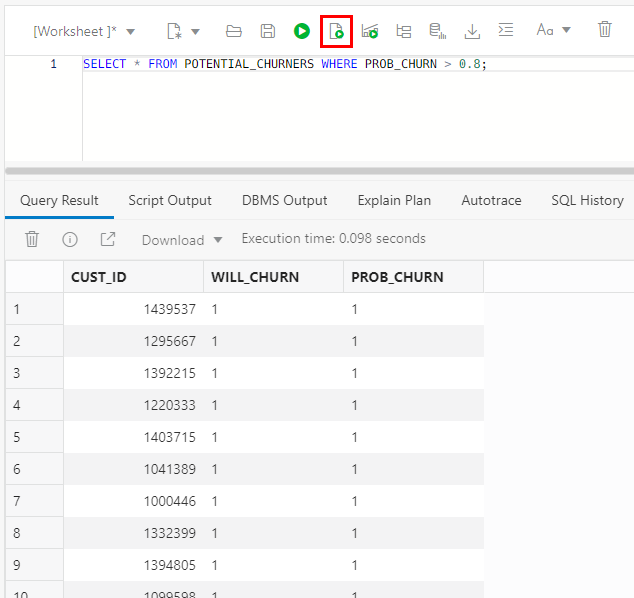 [Worksheet ]*
Aa
1 SELECT * FROM POTENTIAL_CHURNERS WHERE PROB_CHURN > 0.8;
Query Result Script Output DBMS Output Explain Plan Autotrace SQL History
Download Execution time: 0.098 seconds
CUST_ID WILL_CHURN PROB_CHURN
1 1439537 1 1
2 1295667 1 1
3 1392215 1 1
4 1220333 1 1
5 1403715 1 1
6 1041389 1 1
7 1000446 1 1
8 1332399 1 1
9 1394805 1 1
10 1099598 1 1